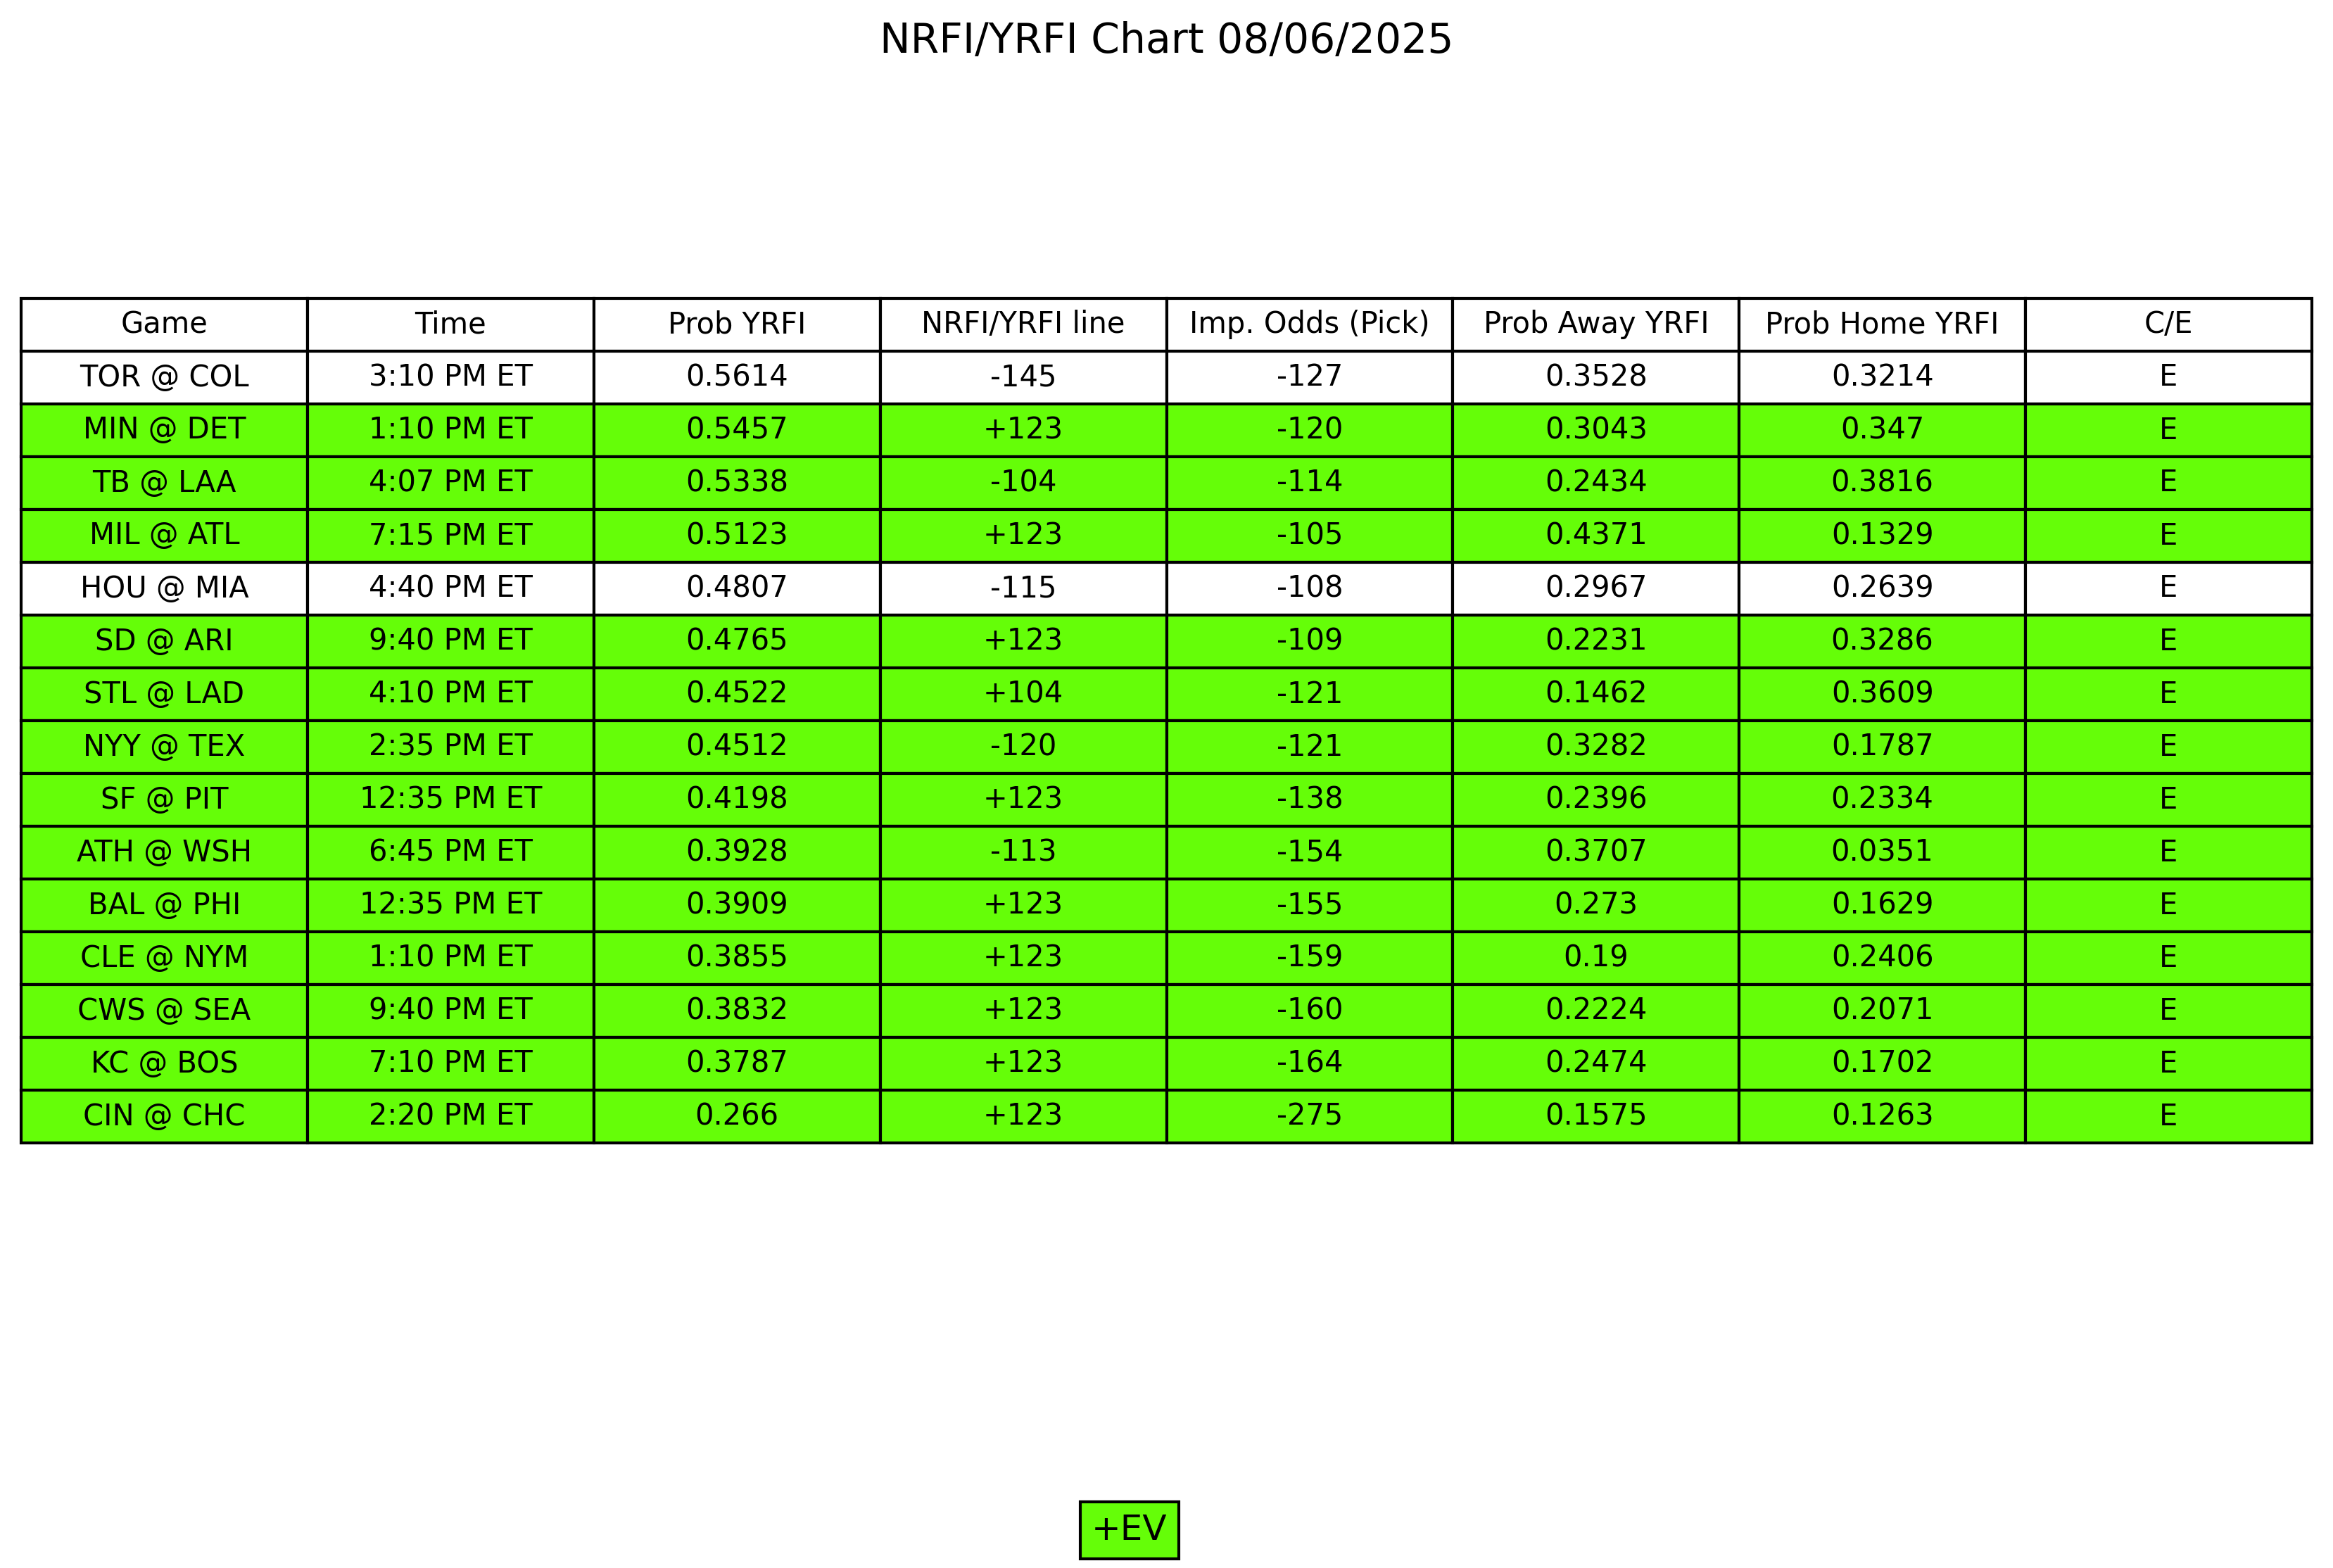 NRFI/YRFI Chart 08/06/2025
Game Time Prob YRFI NRFI/YRFI line Imp. Odds (Pick) Prob Away YRFI Prob Home YRFI C/E
TOR @ COL 3:10 PM ET 0.5614 -145 -127 0.3528 0.3214 E
MIN @ DET 1:10 PM ET 0.5457 +123 -120 0.3043 0.347 E
TB @ LAA 4:07 PM ET 0.5338 -104 -114 0.2434 0.3816 E
MIL @ ATL 7:15 PM ET 0.5123 +123 -105 0.4371 0.1329 E
HOU @ MIA 4:40 PM ET 0.4807 -115 -108 0.2967 0.2639 E
SD @ ARI 9:40 PM ET 0.4765 +123 -109 0.2231 0.3286 E
STL @ LAD 4:10 PM ET 0.4522 +104 -121 0.1462 0.3609 E
NYY @ TEX 2:35 PM ET 0.4512 -120 -121 0.3282 0.1787 E
SF @ PIT 12:35 PM ET 0.4198 +123 -138 0.2396 0.2334 E
ATH @ WSH 6:45 PM ET 0.3928 -113 -154 0.3707 0.0351 E
BAL @ PHI 12:35 PM ET 0.3909 +123 -155 0.273 0.1629 E
CLE @ NYM 1:10 PM ET 0.3855 +123 -159 0.19 0.2406 E
CWS @ SEA 9:40 PM ET 0.3832 +123 -160 0.2224 0.2071 E
KC @ BOS 7:10 PM ET 0.3787 +123 -164 0.2474 0.1702 E
CIN @ CHC 2:20 PM ET 0.266 +123 -275 0.1575 0.1263 E
+EV